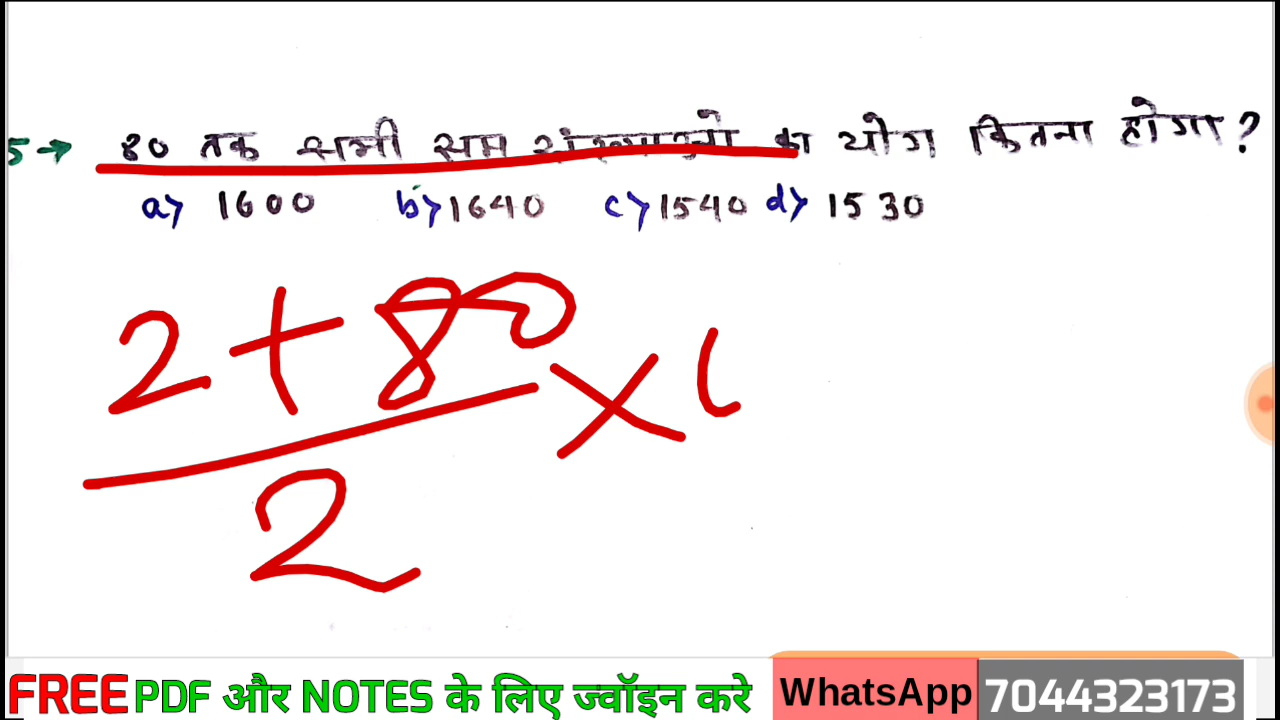 5→ 80 तक सभी सम संख्याओ का योग कितना होगा?
a> 1600 b> 1640 c> 1540 d> 1530
2+80
2
×
FREE PDF और NOTES के लिए ज्वॉइन करे WhatsApp 7044323173